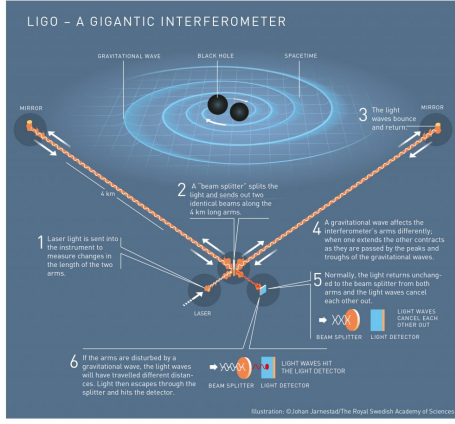 LIGO – A GIGANTIC INTERFEROMETER
GRAVITATIONAL WAVE
BLACK HOLE
SPACETIME
MIRROR
3 The light
waves bounce
and return.
MIRROR
4 km
2 A “beam splitter” splits the
light and sends out two
identical beams along the
4 km long arms.
1 Laser light is sent into
the instrument to
measure changes in
the length of the two
arms.
4 A gravitational wave affects the
interferometer’s arms differently;
when one extends the other contracts
as they are passed by the peaks and
troughs of the gravitational waves.
LASER
5 Normally, the light returns unchang-
ed to the beam splitter from both
arms and the light waves cancel
each other out.
LIGHT WAVES
CANCEL EACH
OTHER OUT
BEAM SPLITTER LIGHT DETECTOR
6 If the arms are disturbed by a
gravitational wave, the light waves
will have travelled different distan-
ces. Light then escapes through the
splitter and hits the detector.
LIGHT WAVES HIT
THE LIGHT DETECTOR
BEAM SPLITTER LIGHT DETECTOR
Illustration: ©Johan Jarnestad/The Royal Swedish Academy of Sciences